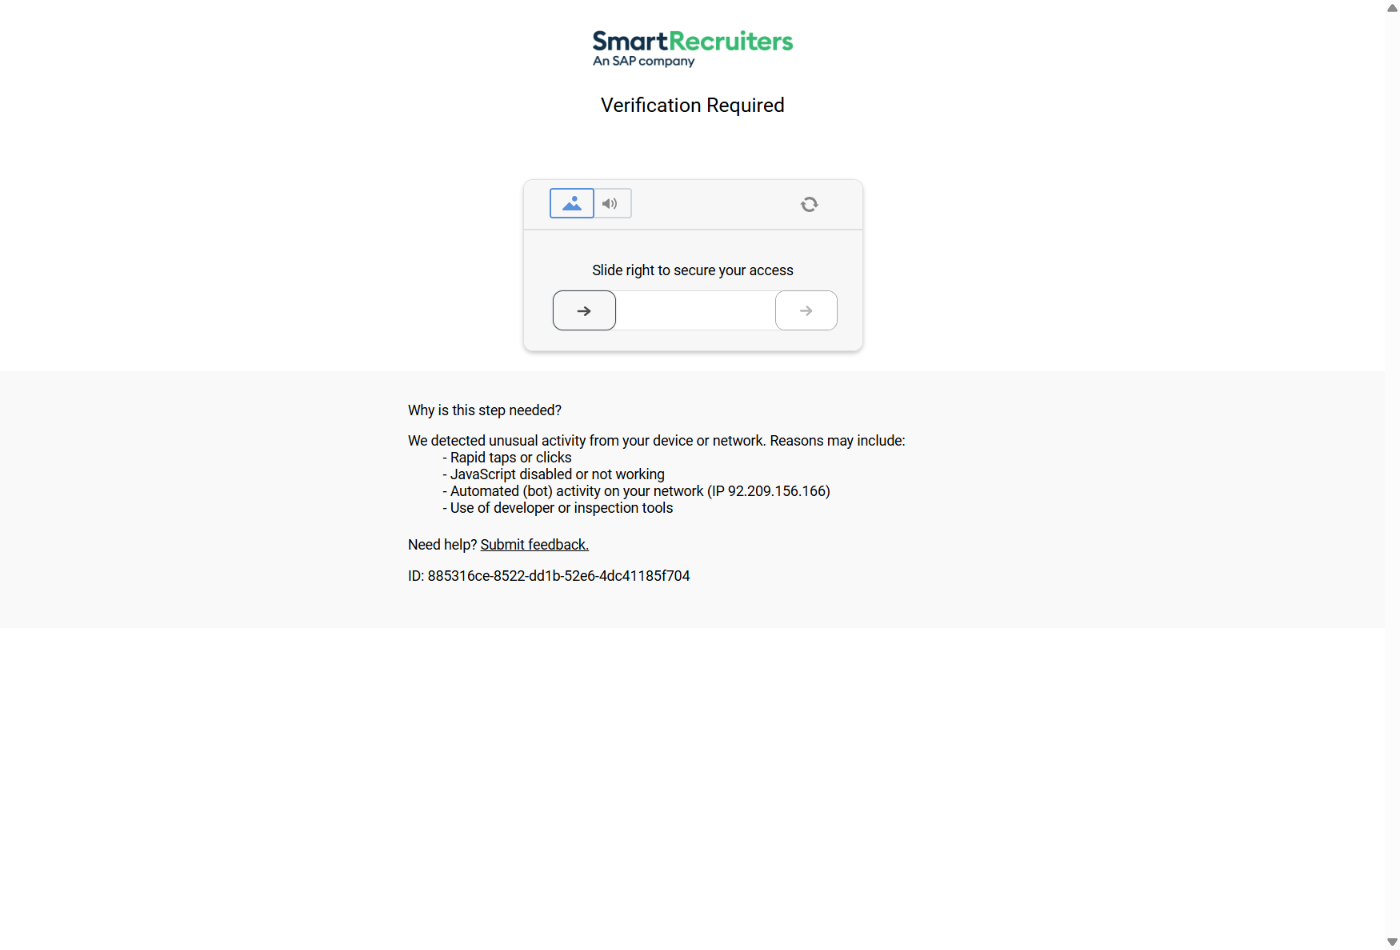 SmartRecruiters
An SAP company
Verification Required
Slide right to secure your access
Why is this step needed?
We detected unusual activity from your device or network. Reasons may include:
- Rapid taps or clicks
- JavaScript disabled or not working
- Automated (bot) activity on your network (IP 92.209.156.166)
- Use of developer or inspection tools
Need help? Submit feedback.
ID: 885316ce-8522-dd1b-52e6-4dc41185f704